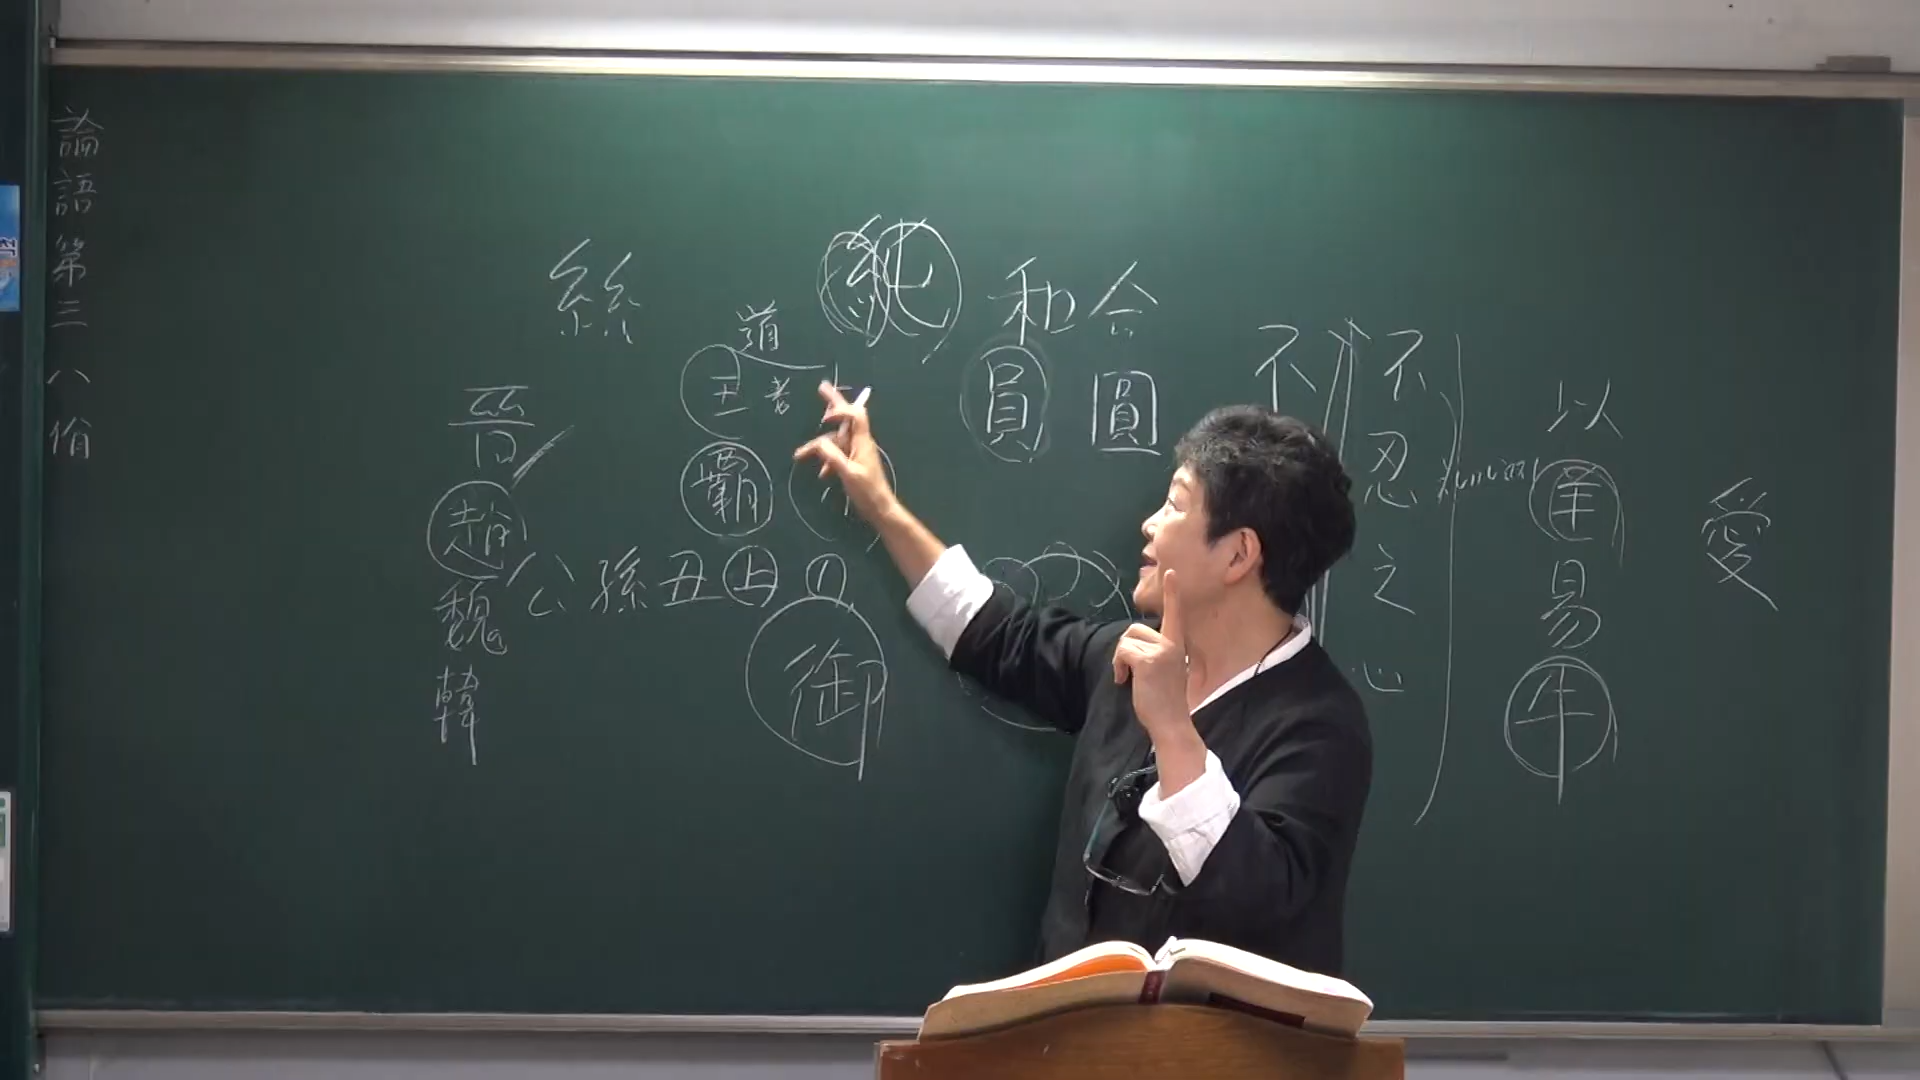 論語第三八佾
絲
純
和合
道
王者
員 圓
晉
覇
趙
魏
韓
公孫丑上
御
不
不忍之心
以羊易牛
愛